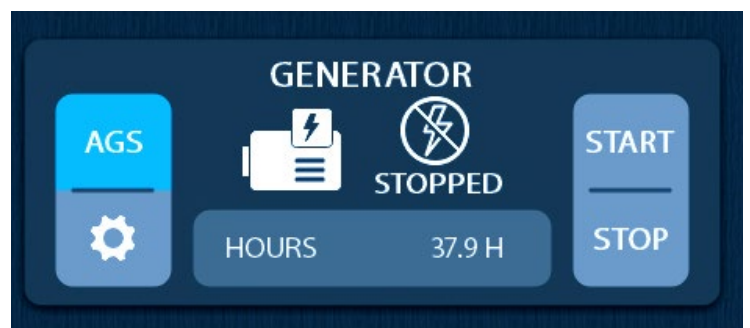 GENERATOR
AGS
START
STOPPED
HOURS 37.9 H
STOP